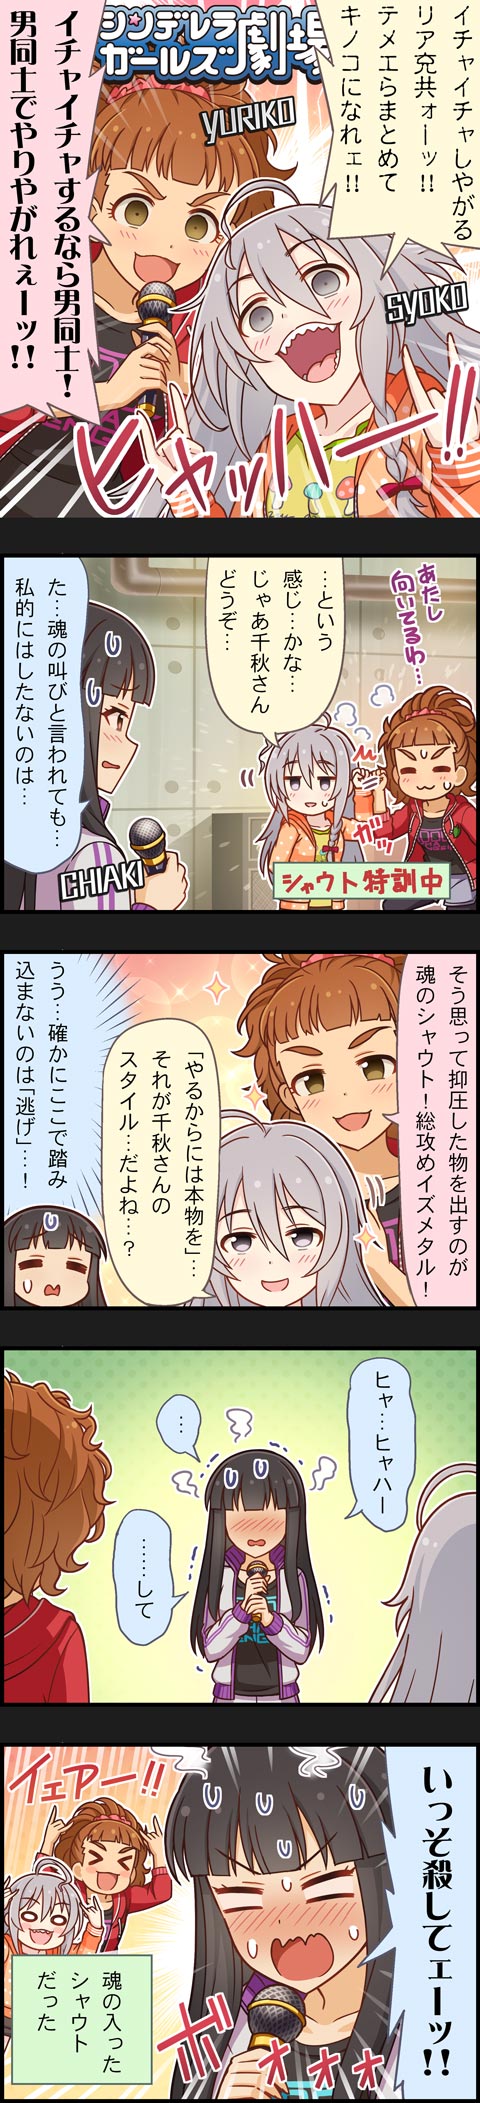 シンデレラ
ガールズ劇場
イチャイチャしやがる
リア充共ォーッ!!
テメエらまとめて
キノコになれェ!!
YURIKO
SYOKO
イチャイチャするなら男同士!
男同士でやりやがれぇーッ!!
ヒャッハー!!
あたし
向いてるわ…
…という
感じ…かな…
じゃあ千秋さん
どうぞ…
た…魂の叫びと言われても…
私的にはしたないのは…
ガッ
CHIAKI
シャウト特訓中
そう思って抑圧した物を出すのが
魂のシャウト!総攻めイズメタル!
「やるからには本物を」…
それが千秋さんの
スタイル…だよね…?
うう…確かにここで踏み
込まないのは「逃げ」…!
ヒャ…ヒャハー
…
……して
いっそ殺してェーッ!!
イェアー!!
ボオオオ
魂の入った
シャウト
だった